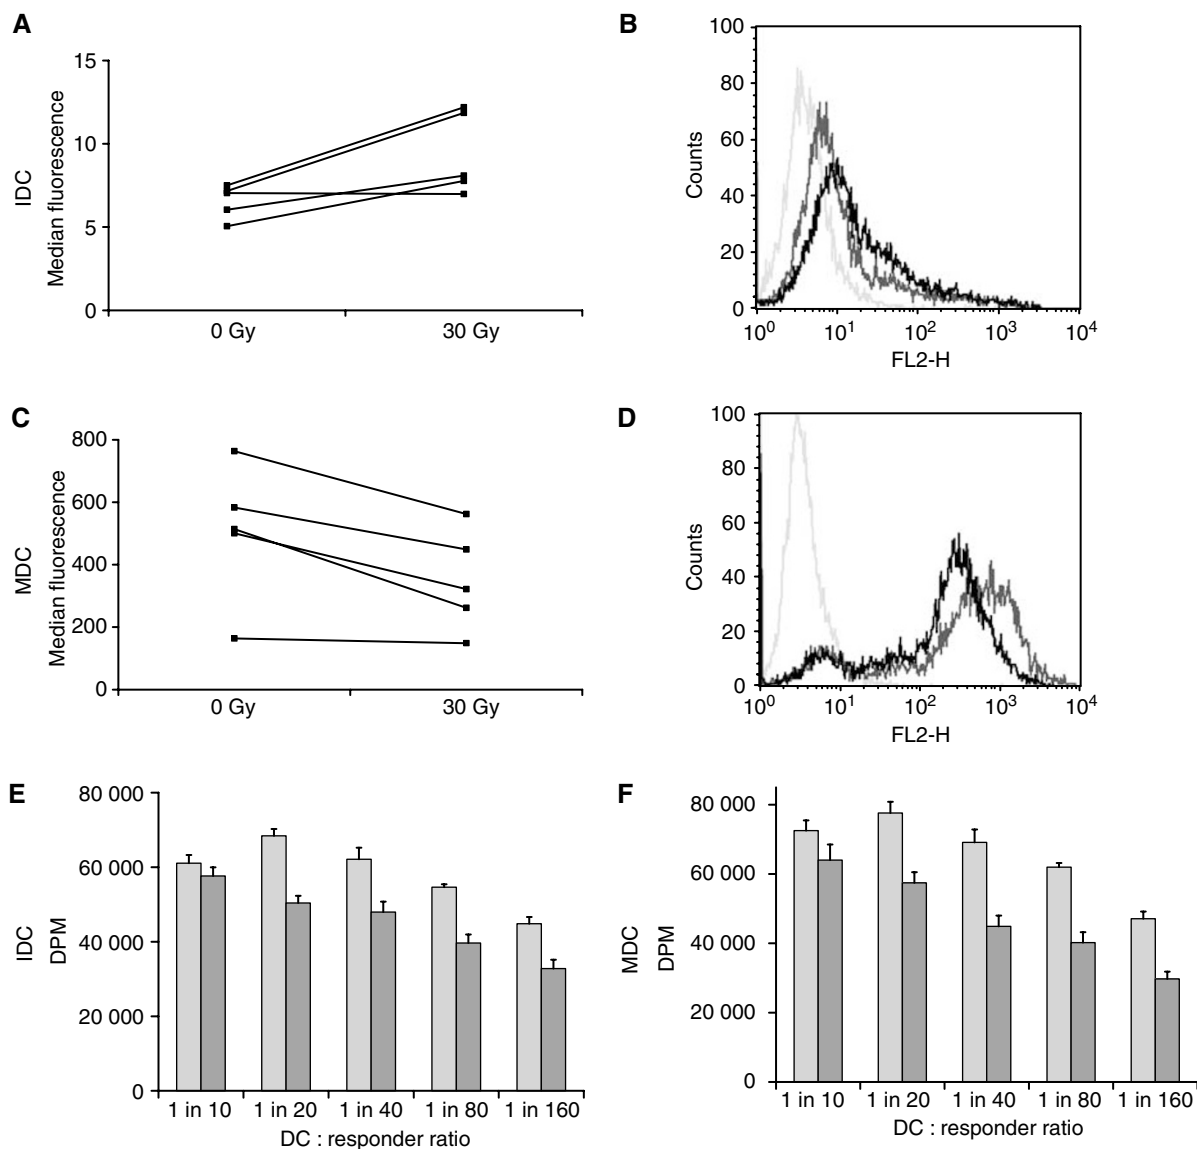 A
IDC
Median fluorescence
15
10
5
0
0 Gy
30 Gy
B
Counts
100
80
60
40
20
0
10⁰
10¹
10²
10³
10⁴
FL2-H
C
MDC
Median fluorescence
800
600
400
200
0
0 Gy
30 Gy
D
Counts
100
80
60
40
20
0
10⁰
10¹
10²
10³
10⁴
FL2-H
E
IDC
DPM
80 000
60 000
40 000
20 000
0
1 in 10
1 in 20
1 in 40
1 in 80
1 in 160
DC : responder ratio
F
MDC
DPM
80 000
60 000
40 000
20 000
0
1 in 10
1 in 20
1 in 40
1 in 80
1 in 160
DC : responder ratio